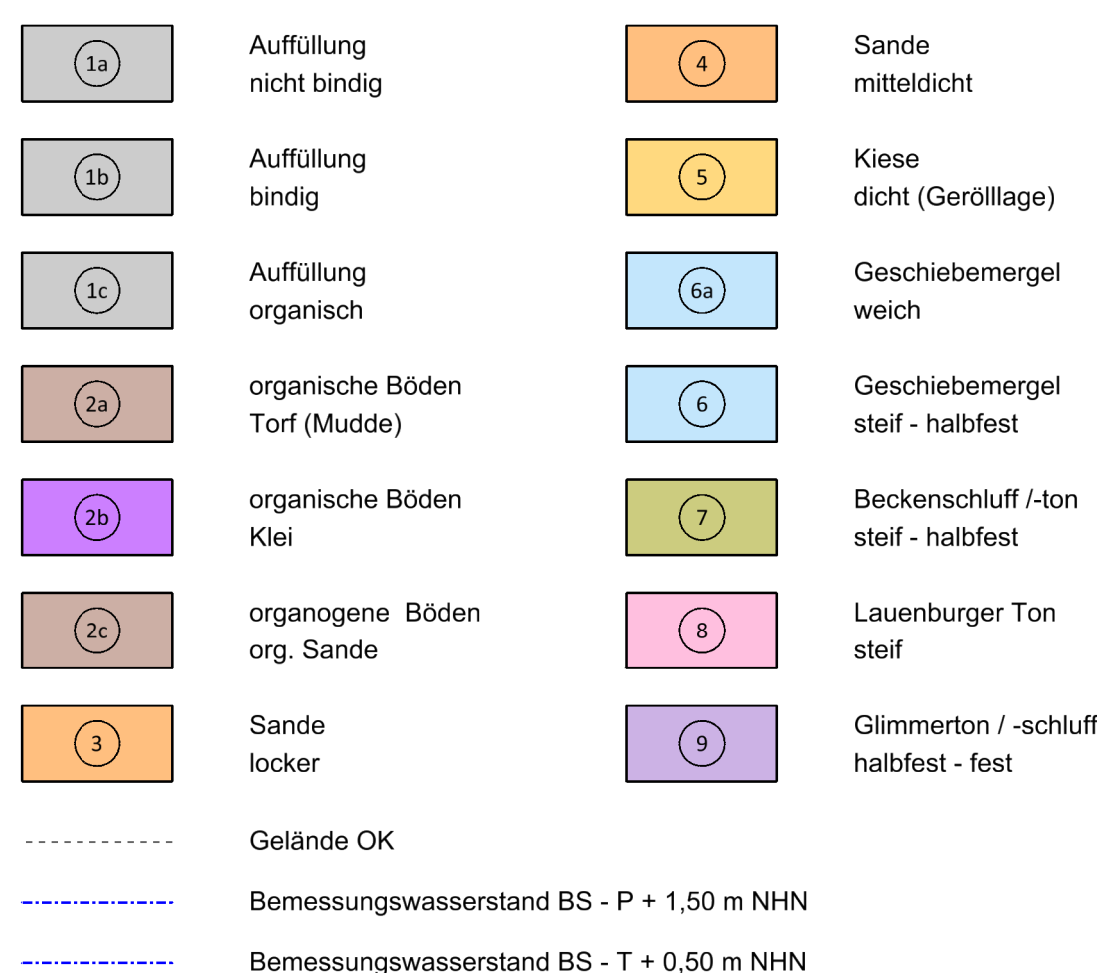 1a
Auffüllung
nicht bindig
1b
Auffüllung
bindig
1c
Auffüllung
organisch
2a
organische Böden
Torf (Mudde)
2b
organische Böden
Klei
2c
organogene Böden
org. Sande
3
Sande
locker
4
Sande
mitteldicht
5
Kiese
dicht (Gerölllage)
6a
Geschiebemergel
weich
6
Geschiebemergel
steif - halbfest
7
Beckenschluff /-ton
steif - halbfest
8
Lauenburger Ton
steif
9
Glimmerton / -schluff
halbfest - fest
Gelände OK
Bemessungswasserstand BS - P + 1,50 m NHN
Bemessungswasserstand BS - T + 0,50 m NHN